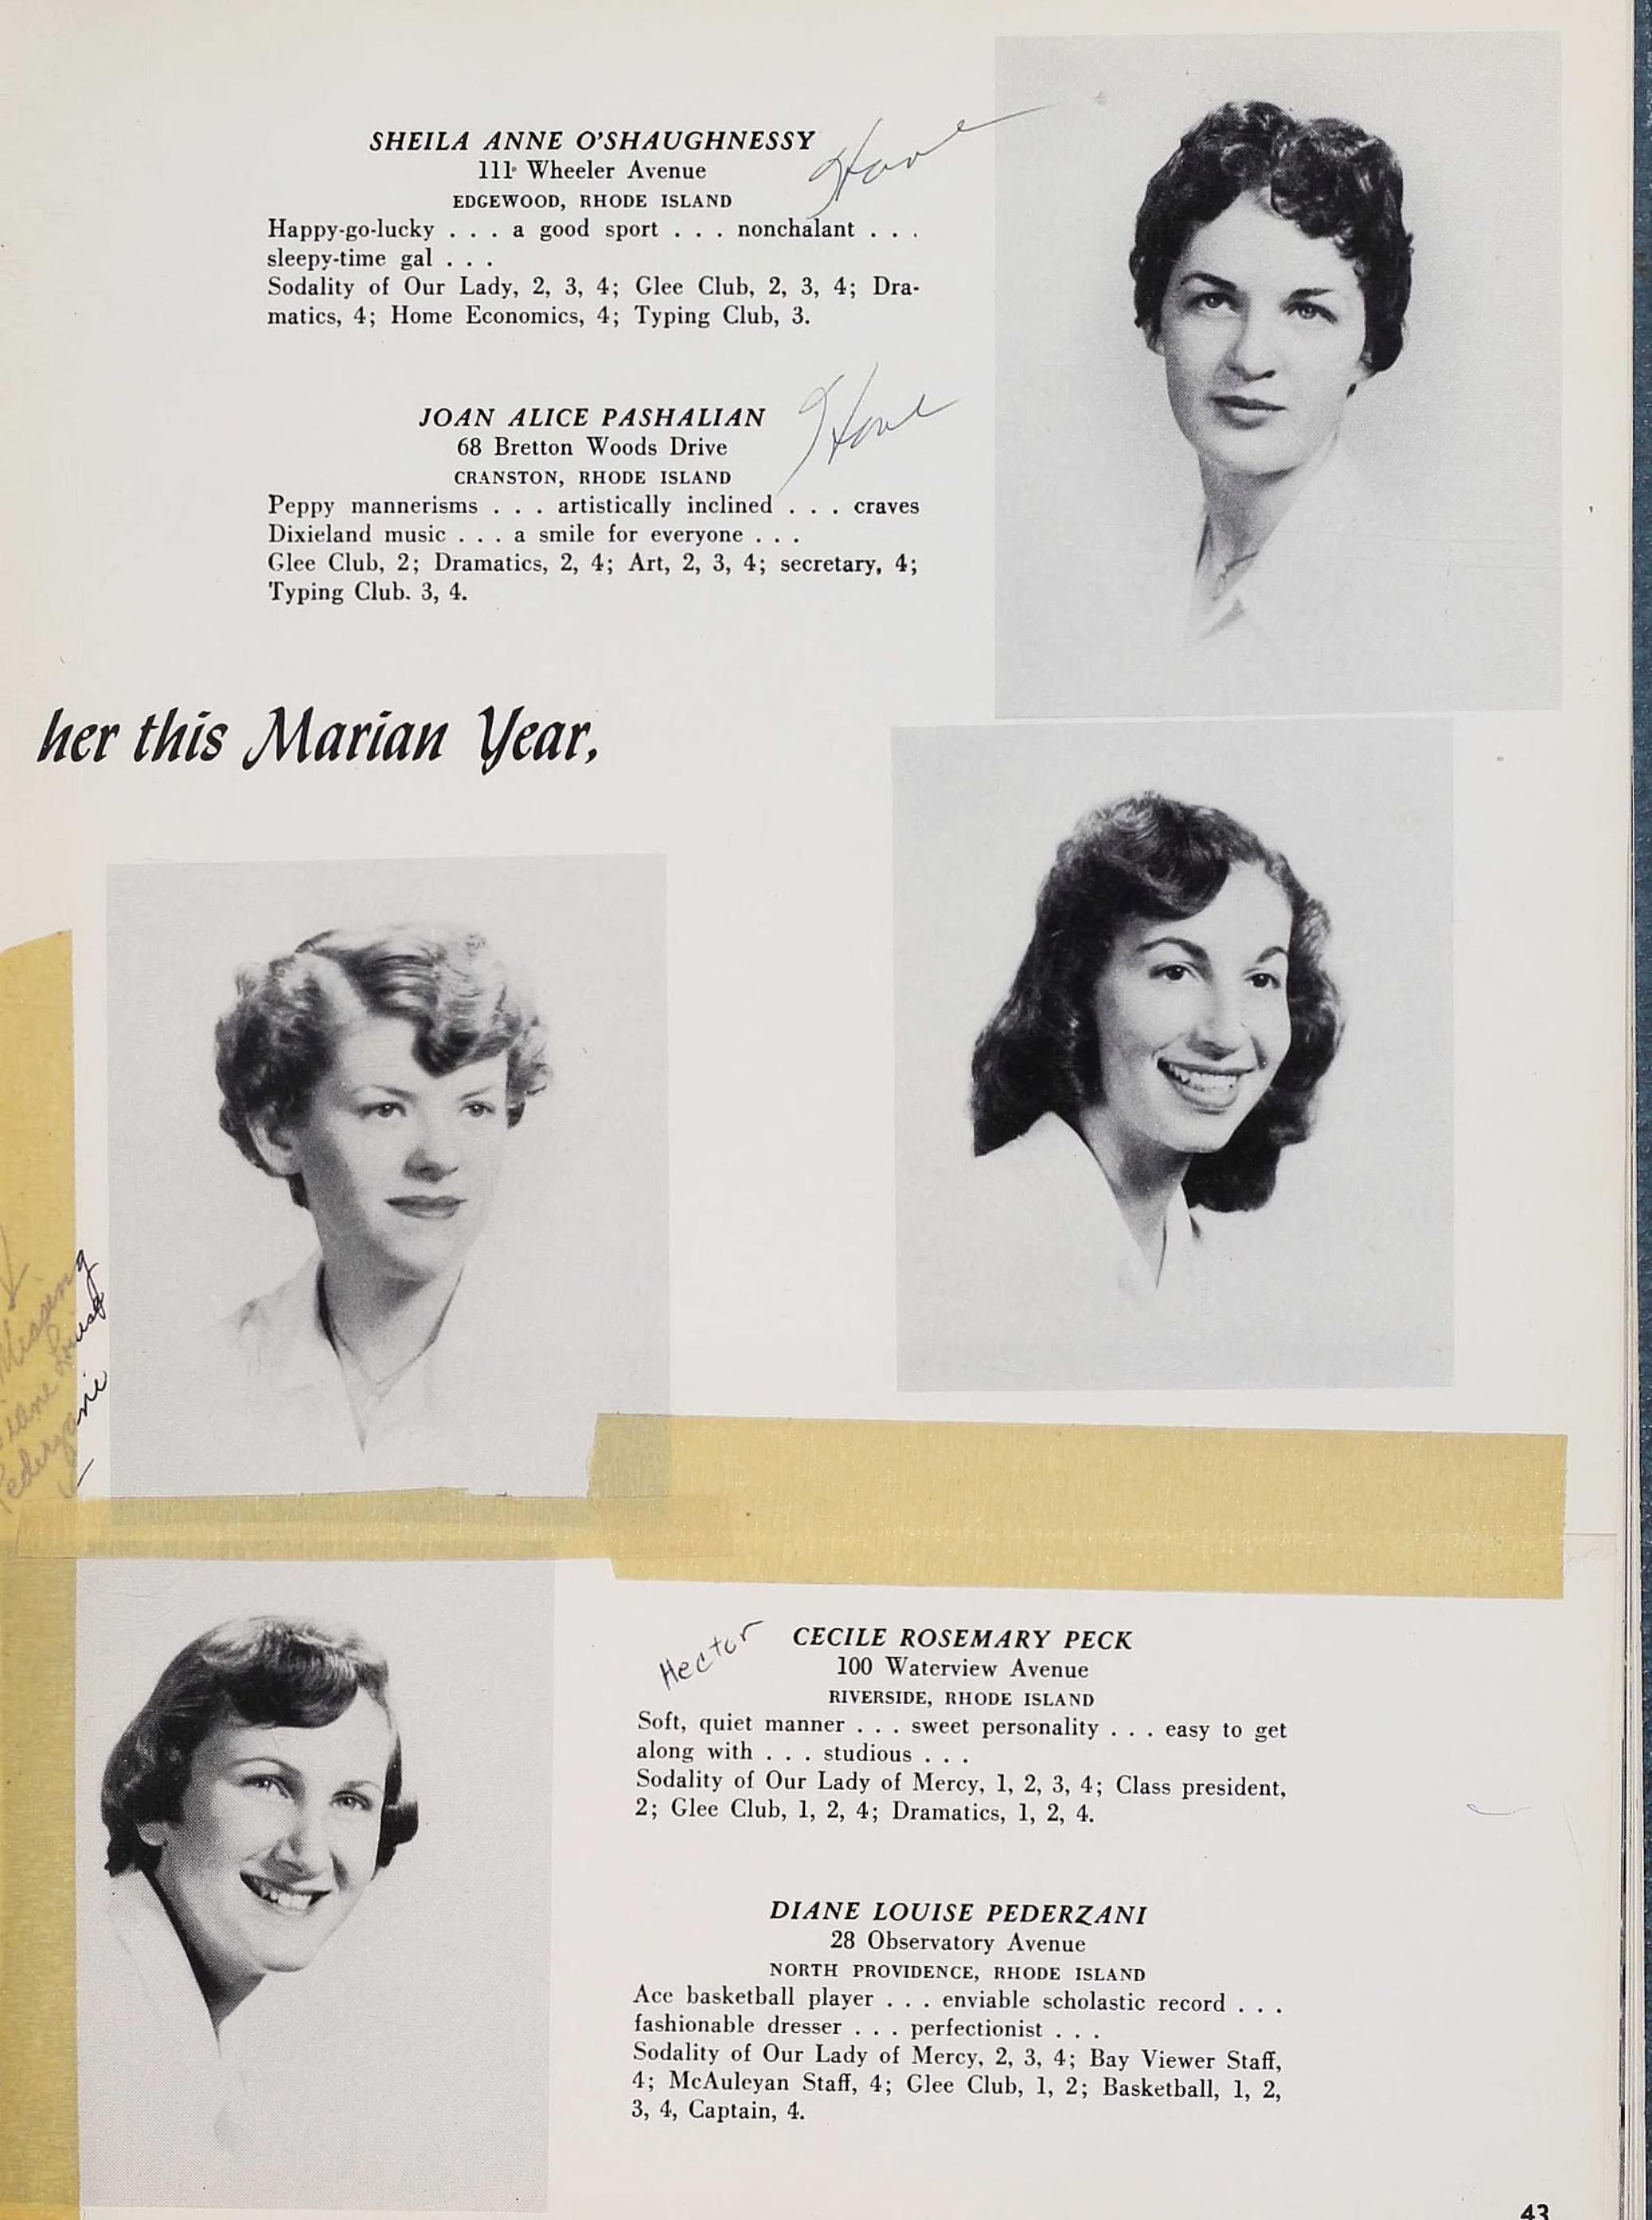 SHEILA ANNE O'SHAUGHNESSY
111 Wheeler Avenue
EDGEWOOD, RHODE ISLAND
Happy-go-lucky . . . a good sport . . . nonchalant . . .
sleepy-time gal . . .
Sodality of Our Lady, 2, 3, 4; Glee Club, 2, 3, 4; Dra-
matics, 4; Home Economics, 4; Typing Club, 3.
Have
JOAN ALICE PASHALIAN
68 Bretton Woods Drive
CRANSTON, RHODE ISLAND
Peppy mannerisms . . . artistically inclined . . . craves
Dixieland music . . . a smile for everyone . . .
Glee Club, 2; Dramatics, 2, 4; Art, 2, 3, 4; secretary, 4;
Typing Club. 3, 4.
Have
her this Marian Year,
Missing
Diane Louise
Hector
CECILE ROSEMARY PECK
100 Waterview Avenue
RIVERSIDE, RHODE ISLAND
Soft, quiet manner . . . sweet personality . . . easy to get
along with . . . studious . . .
Sodality of Our Lady of Mercy, 1, 2, 3, 4; Class president,
2; Glee Club, 1, 2, 4; Dramatics, 1, 2, 4.
DIANE LOUISE PEDERZANI
28 Observatory Avenue
NORTH PROVIDENCE, RHODE ISLAND
Ace basketball player . . . enviable scholastic record . . .
fashionable dresser . . . perfectionist . . .
Sodality of Our Lady of Mercy, 2, 3, 4; Bay Viewer Staff,
4; McAuleyan Staff, 4; Glee Club, 1, 2; Basketball, 1, 2,
3, 4, Captain, 4.
43